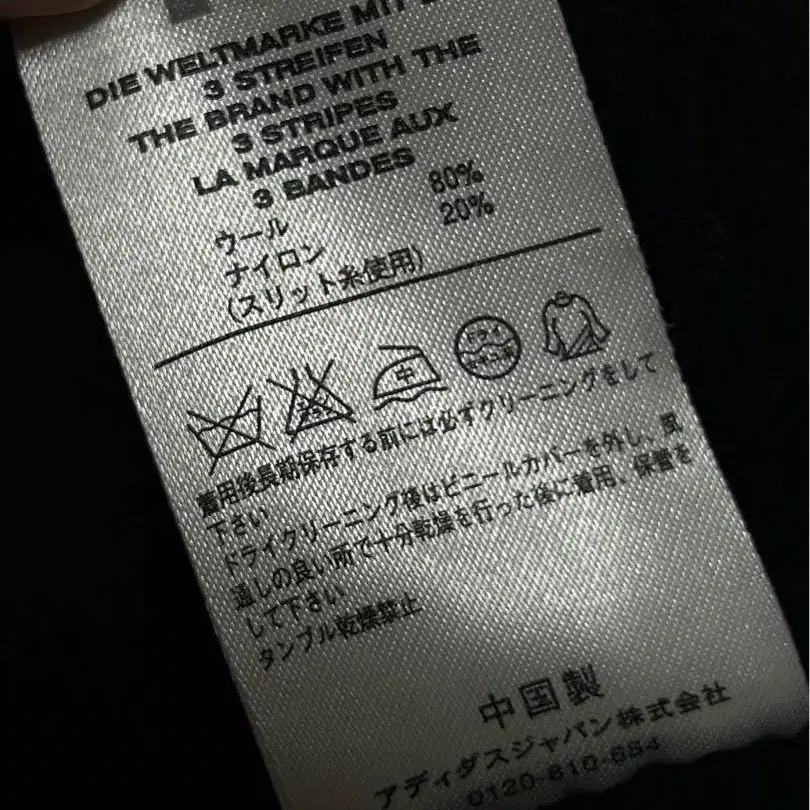 DIE WELTMARKE MIT
3 STREIFEN
THE BRAND WITH THE
3 STRIPES
LA MARQUE AUX
3 BANDES
ウール 80%
ナイロン 20%
(スリット糸使用)
中 ドライ
着用後長期保存する前には必ずクリーニングをして
下さい
ドライクリーニング後はビニールカバーを外し、風
通しの良い所で十分乾燥を行った後に着用、保管を
して下さい
タンブル乾燥禁止
中国製
アディダスジャパン株式会社
0120-810-654